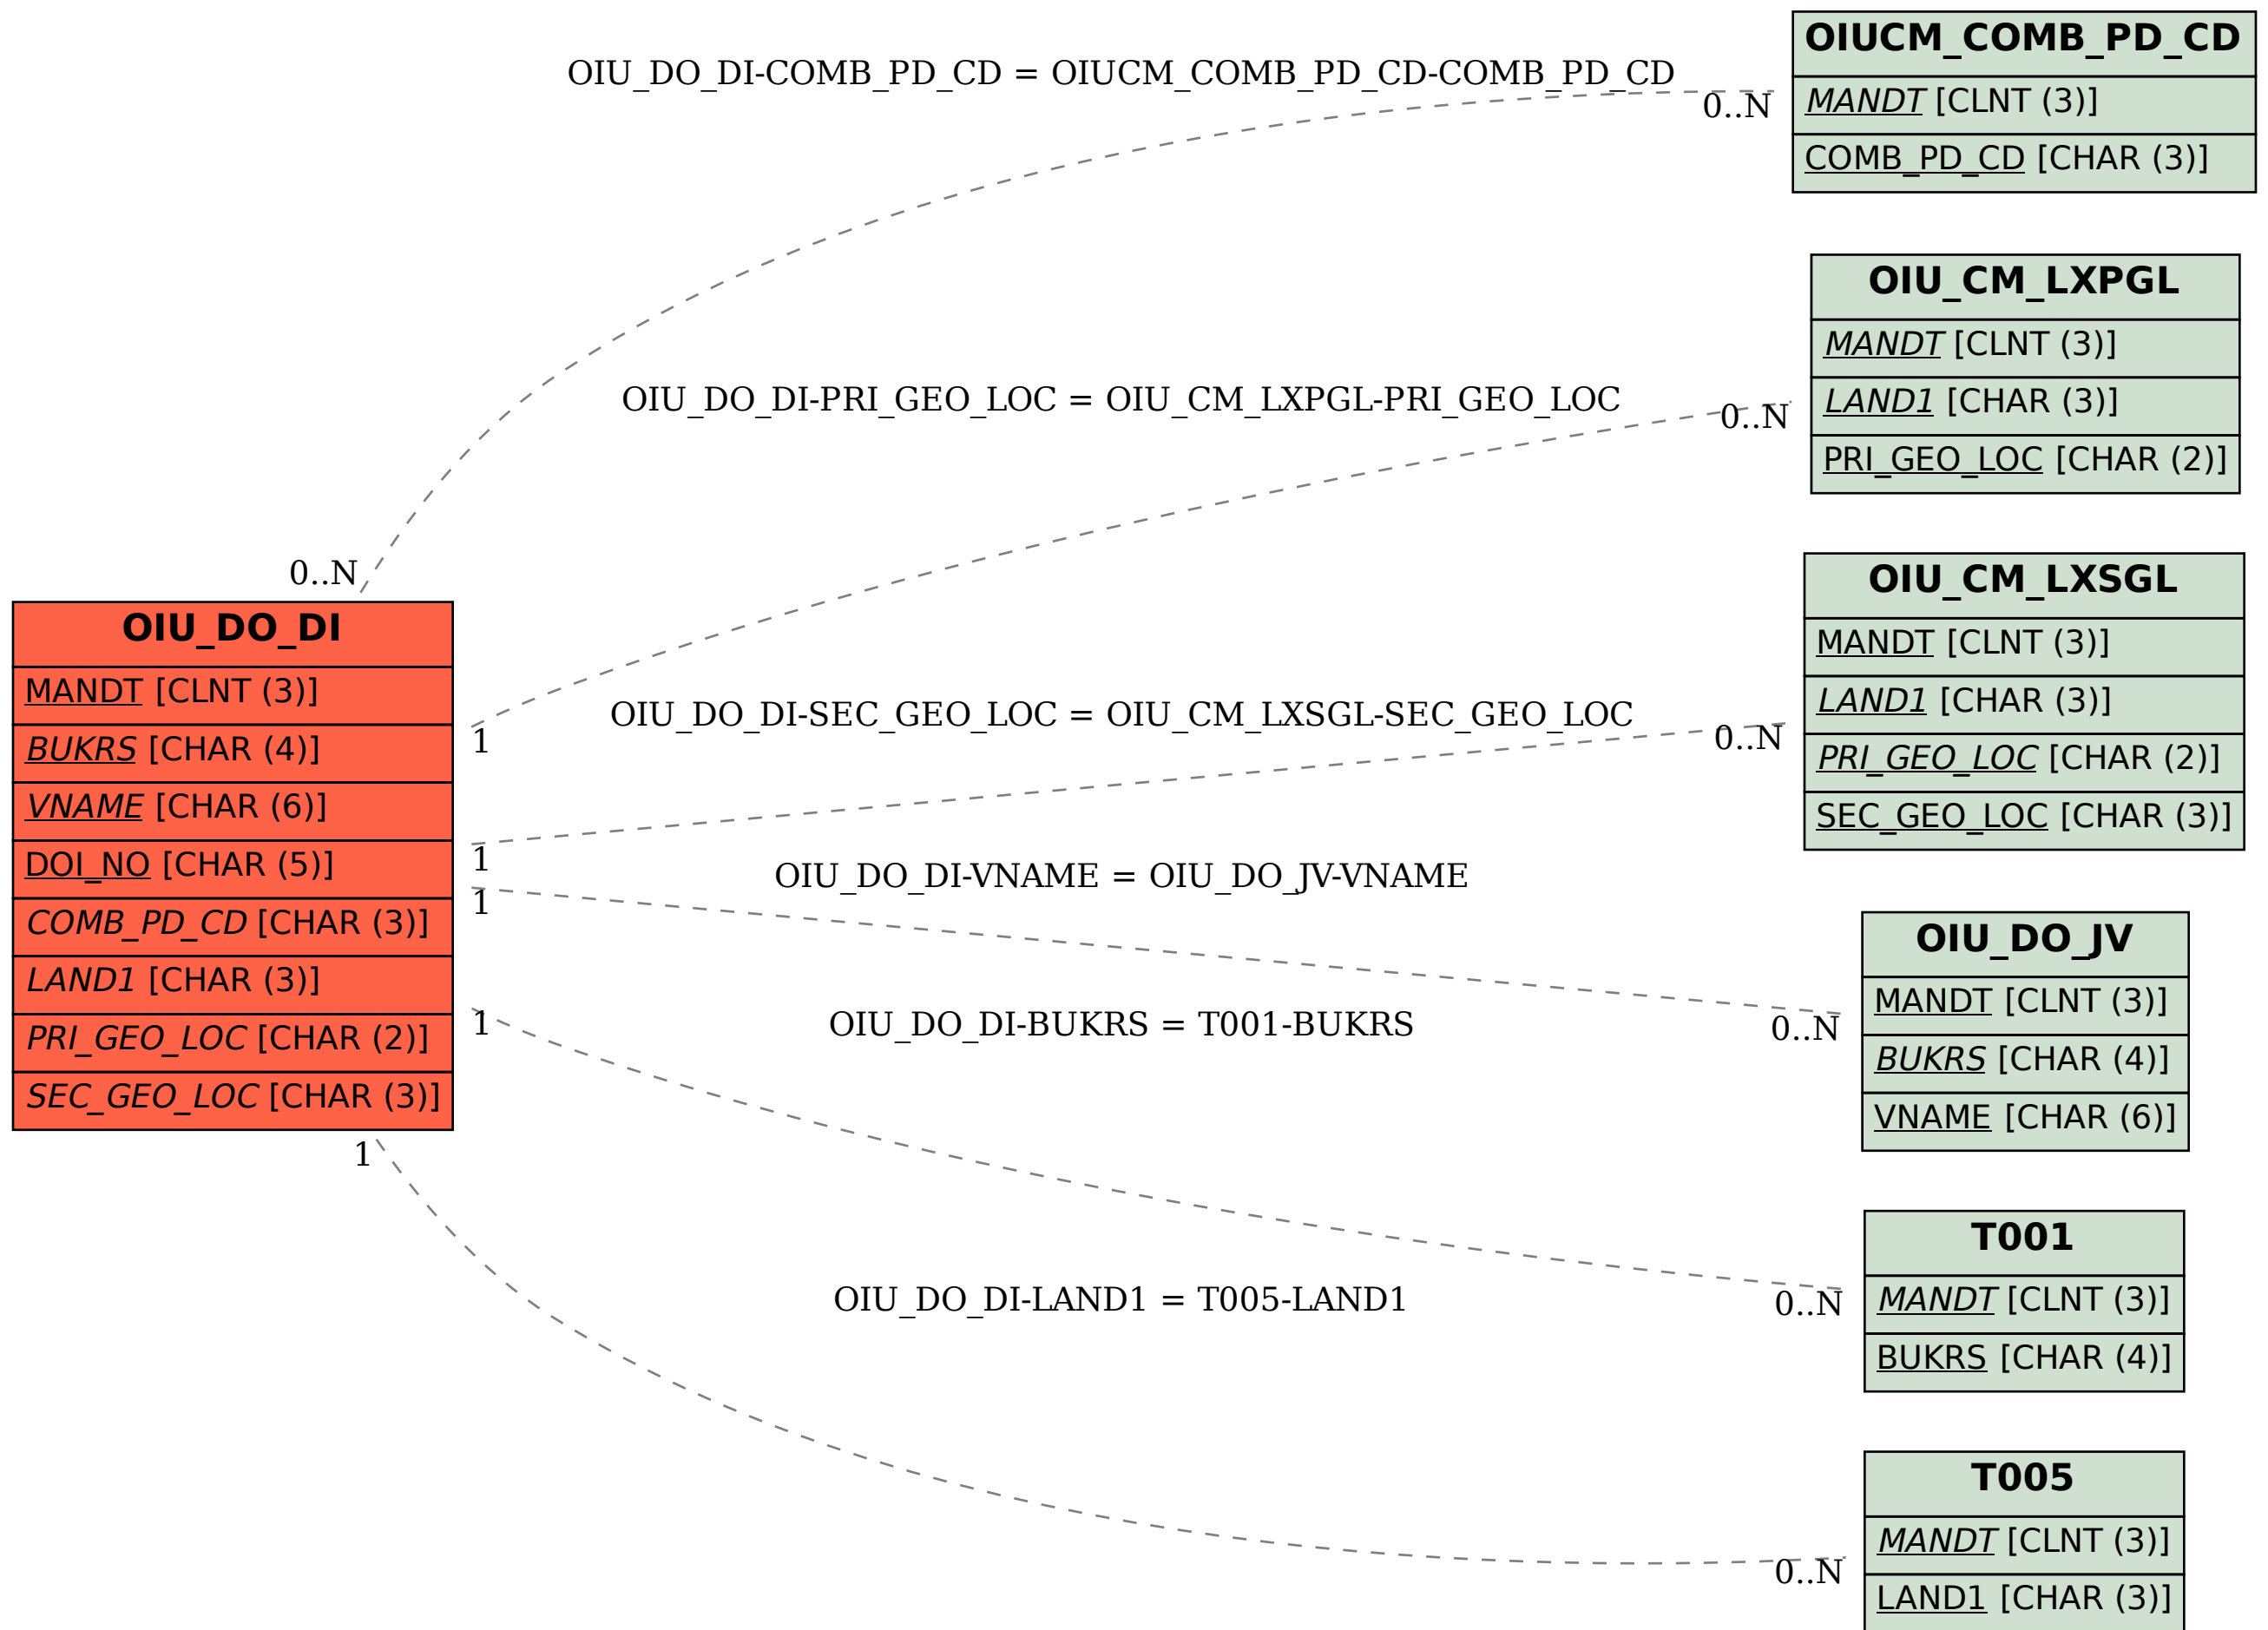 OIUCM_COMB_PD_CD
MANDT [CLNT (3)]
COMB_PD_CD [CHAR (3)]
OIU_DO_DI-COMB_PD_CD = OIUCM_COMB_PD_CD-COMB_PD_CD
0..N
0..N
OIU_CM_LXPGL
MANDT [CLNT (3)]
LAND1 [CHAR (3)]
PRI_GEO_LOC [CHAR (2)]
OIU_DO_DI-PRI_GEO_LOC = OIU_CM_LXPGL-PRI_GEO_LOC
0..N
1
OIU_DO_DI
MANDT [CLNT (3)]
BUKRS [CHAR (4)]
VNAME [CHAR (6)]
DOI_NO [CHAR (5)]
COMB_PD_CD [CHAR (3)]
LAND1 [CHAR (3)]
PRI_GEO_LOC [CHAR (2)]
SEC_GEO_LOC [CHAR (3)]
OIU_CM_LXSGL
MANDT [CLNT (3)]
LAND1 [CHAR (3)]
PRI_GEO_LOC [CHAR (2)]
SEC_GEO_LOC [CHAR (3)]
OIU_DO_DI-SEC_GEO_LOC = OIU_CM_LXSGL-SEC_GEO_LOC
0..N
1
OIU_DO_DI-VNAME = OIU_DO_JV-VNAME
1
0..N
OIU_DO_JV
MANDT [CLNT (3)]
BUKRS [CHAR (4)]
VNAME [CHAR (6)]
OIU_DO_DI-BUKRS = T001-BUKRS
1
0..N
T001
MANDT [CLNT (3)]
BUKRS [CHAR (4)]
OIU_DO_DI-LAND1 = T005-LAND1
1
0..N
T005
MANDT [CLNT (3)]
LAND1 [CHAR (3)]